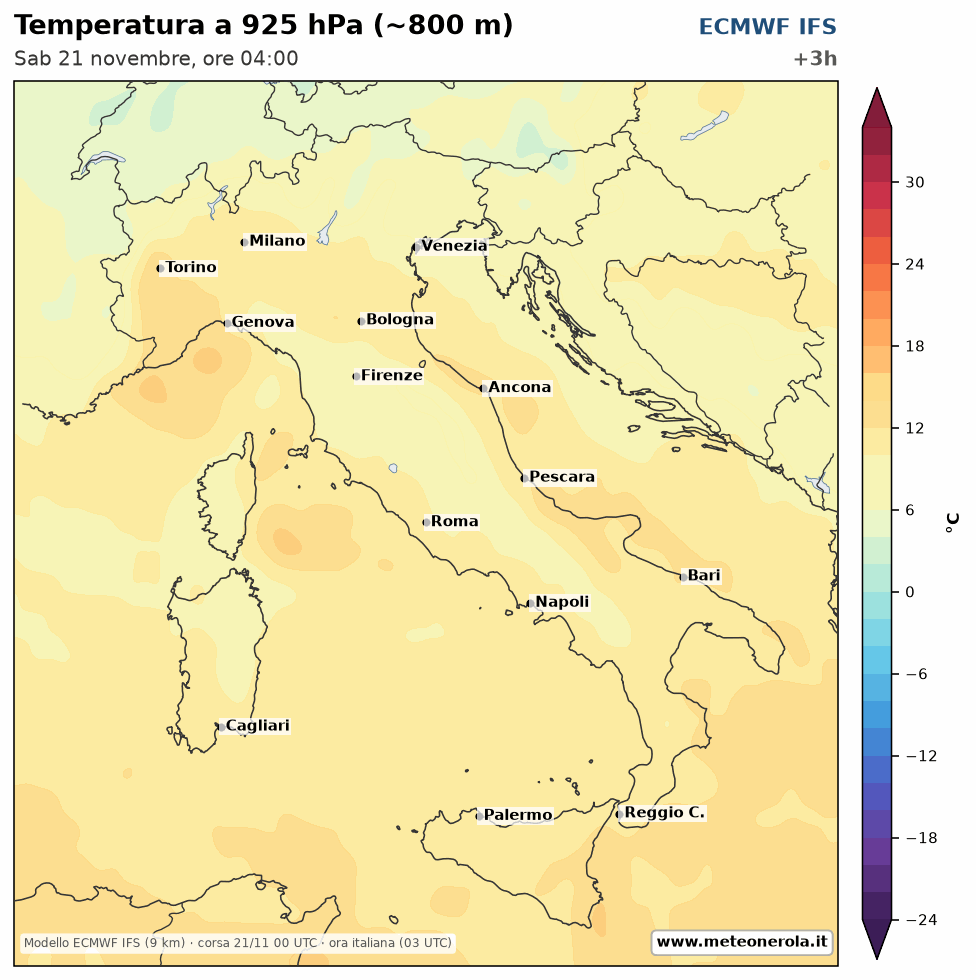 Temperatura a 925 hPa (~800 m)
ECMWF IFS
Sab 21 novembre, ore 04:00
+3h
Milano
Venezia
Torino
Genova
Bologna
Firenze
Ancona
Pescara
Roma
Bari
Napoli
Cagliari
Palermo
Reggio C.
30
24
18
12
6
0
−6
−12
−18
−24
°C
Modello ECMWF IFS (9 km) · corsa 21/11 00 UTC · ora italiana (03 UTC)
www.meteonerola.it